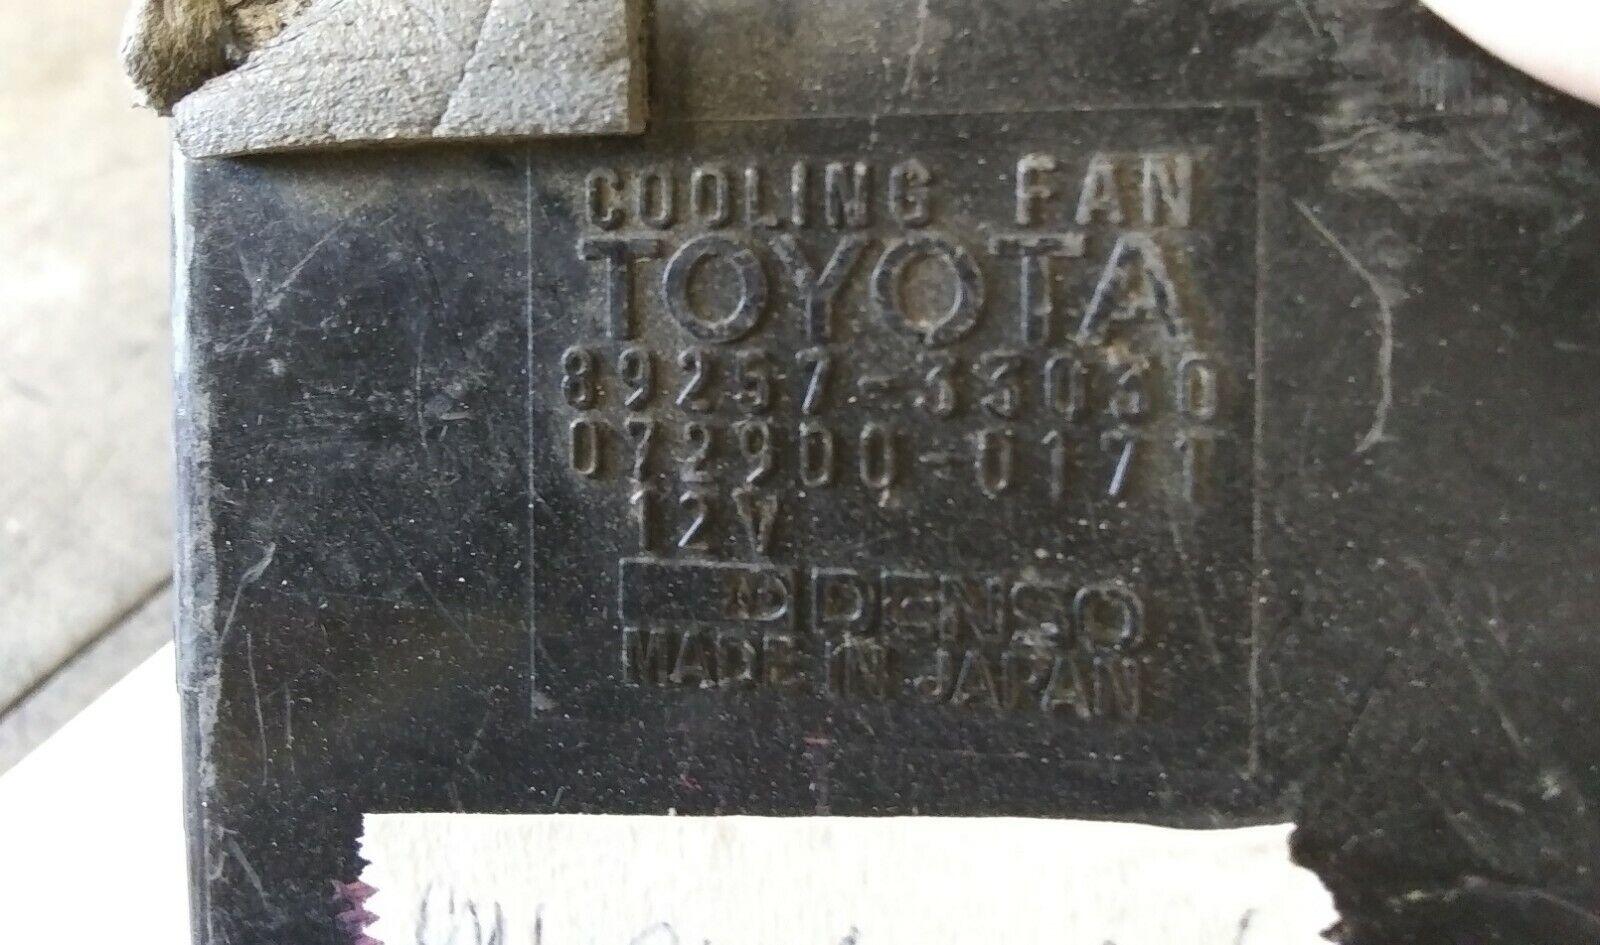 COOLING FAN
TOYOTA
89257-33030
072900-0171
12V
DENSO
MADE IN JAPAN